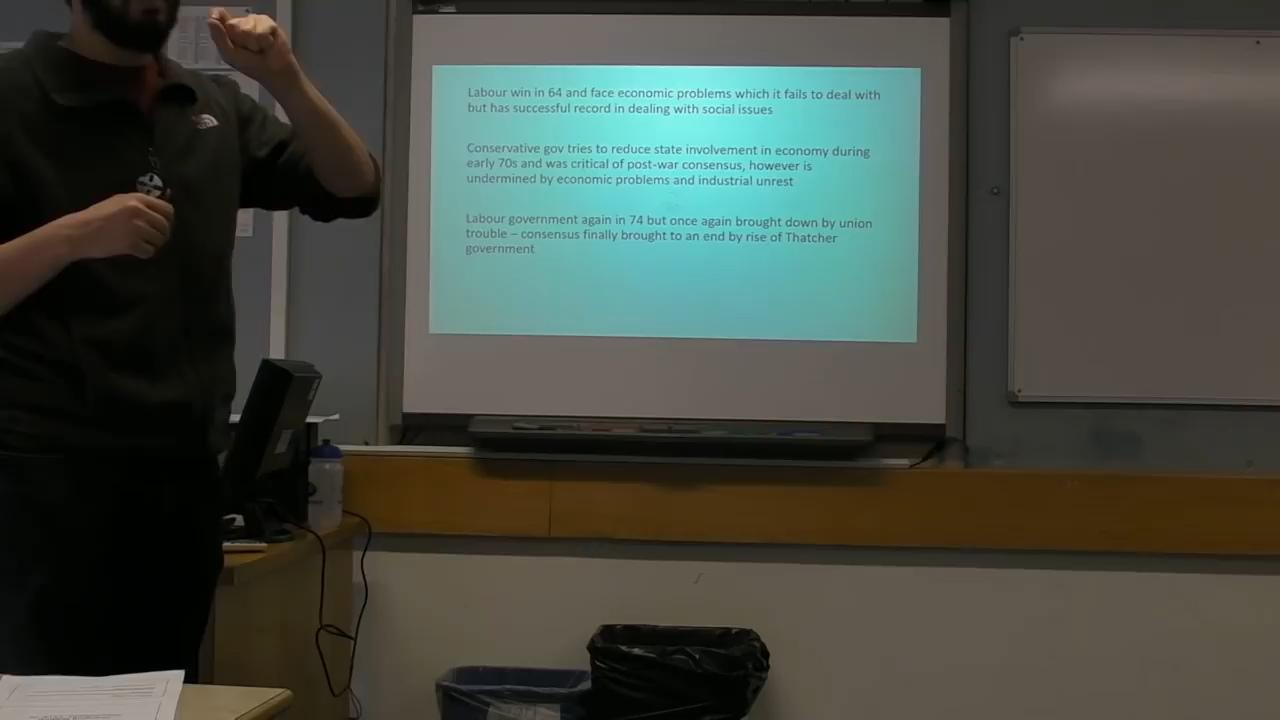 Labour win in 64 and face economic problems which it fails to deal with
but has successful record in dealing with social issues
Conservative gov tries to reduce state involvement in economy during
early 70s and was critical of post-war consensus, however is
undermined by economic problems and industrial unrest
Labour government again in 74 but once again brought down by union
trouble – consensus finally brought to an end by rise of Thatcher
government